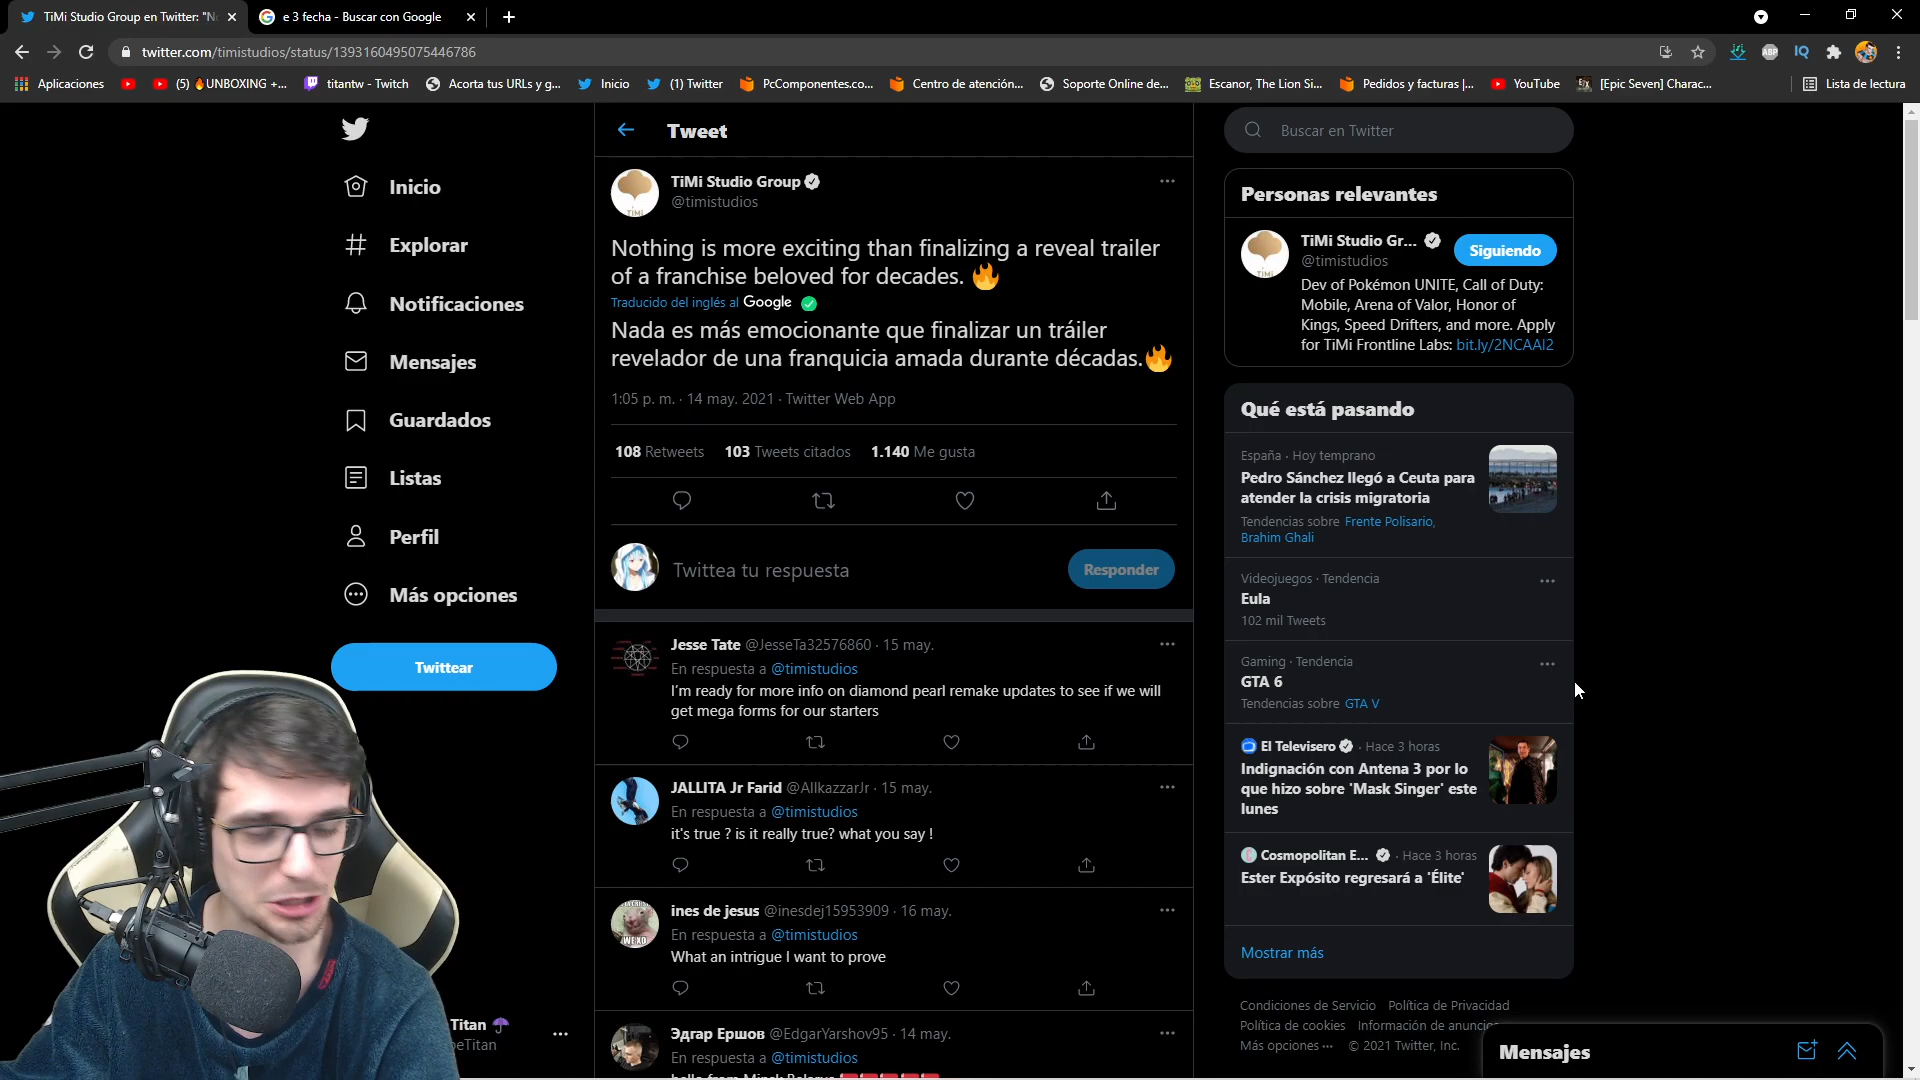 TiMi Studio Group en Twitter: "No
e 3 fecha - Buscar con Google
twitter.com/timistudios/status/1393160495075446786
Aplicaciones
(5) 🔥UNBOXING +...
titantw - Twitch
Acorta tus URLs y g...
Inicio
(1) Twitter
PcComponentes.co...
Centro de atención...
Soporte Online de...
Escanor, The Lion Si...
Pedidos y facturas |...
YouTube
[Epic Seven] Charac...
Lista de lectura
ABP
IQ
Inicio
Explorar
Notificaciones
Mensajes
Guardados
Listas
Perfil
Más opciones
Twittear
Titan ☂
eTitan
Tweet
TiMi Studio Group
@timistudios
Nothing is more exciting than finalizing a reveal trailer
of a franchise beloved for decades. 🔥
Traducido del inglés al Google
Nada es más emocionante que finalizar un tráiler
revelador de una franquicia amada durante décadas.🔥
1:05 p. m. · 14 may. 2021 · Twitter Web App
108 Retweets 103 Tweets citados 1.140 Me gusta
Twittea tu respuesta
Responder
Jesse Tate @JesseTa32576860 · 15 may.
En respuesta a @timistudios
I'm ready for more info on diamond pearl remake updates to see if we will
get mega forms for our starters
JALLITA Jr Farid @AllkazzarJr · 15 may.
En respuesta a @timistudios
it's true ? is it really true? what you say !
ines de jesus @inesdej15953909 · 16 may.
En respuesta a @timistudios
What an intrigue I want to prove
Эдгар Ершов @EdgarYarshov95 · 14 may.
En respuesta a @timistudios
Buscar en Twitter
Personas relevantes
TiMi Studio Gr...
@timistudios
Siguiendo
Dev of Pokémon UNITE, Call of Duty:
Mobile, Arena of Valor, Honor of
Kings, Speed Drifters, and more. Apply
for TiMi Frontline Labs: bit.ly/2NCAAI2
Qué está pasando
España · Hoy temprano
Pedro Sánchez llegó a Ceuta para
atender la crisis migratoria
Tendencias sobre Frente Polisario,
Brahim Ghali
Videojuegos · Tendencia
Eula
102 mil Tweets
Gaming · Tendencia
GTA 6
Tendencias sobre GTA V
El Televisero · Hace 3 horas
Indignación con Antena 3 por lo
que hizo sobre 'Mask Singer' este
lunes
Cosmopolitan E... · Hace 3 horas
Ester Expósito regresará a 'Élite'
Mostrar más
Condiciones de Servicio Política de Privacidad
Política de cookies Información de anuncios
Más opciones ··· © 2021 Twitter, Inc.
Mensajes